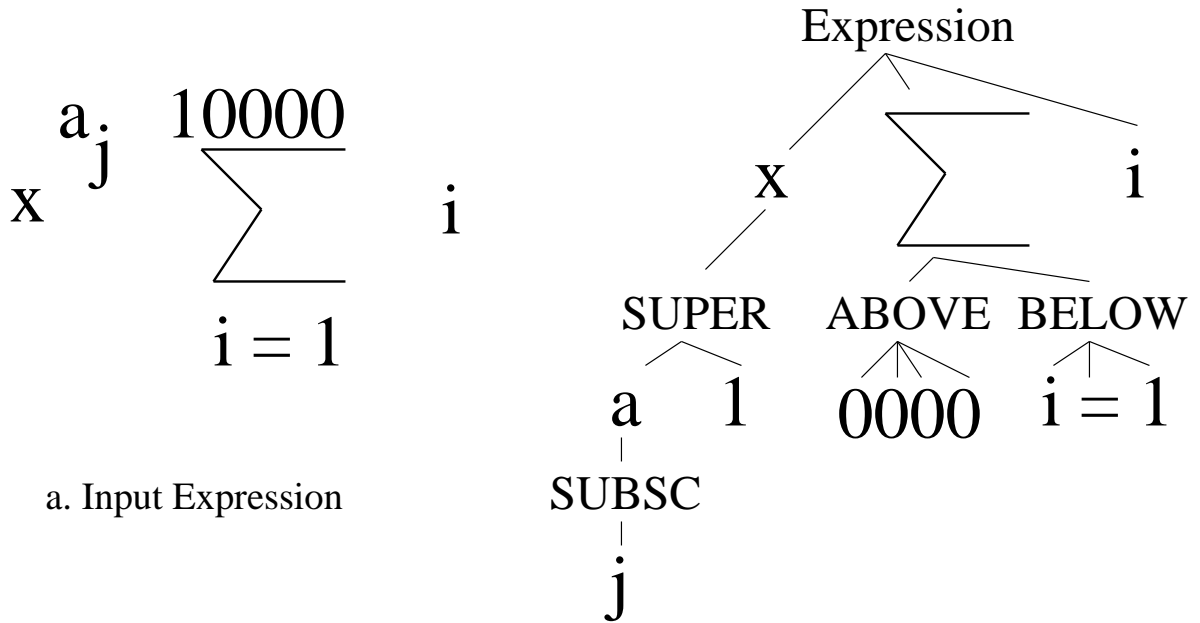 a 10000
j
x Σ i
i = 1
a. Input Expression
Expression
x Σ i
SUPER ABOVE BELOW
a 1 0000 i = 1
SUBSC
j